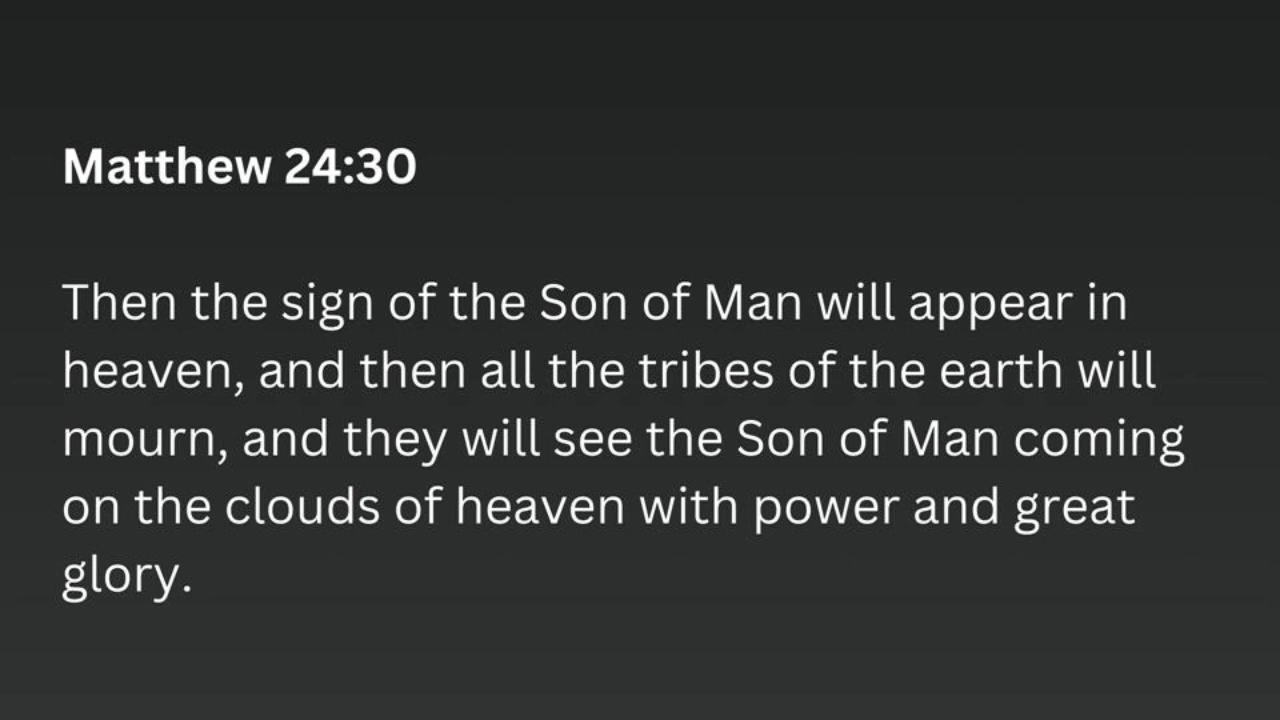 Matthew 24:30
Then the sign of the Son of Man will appear in
heaven, and then all the tribes of the earth will
mourn, and they will see the Son of Man coming
on the clouds of heaven with power and great
glory.